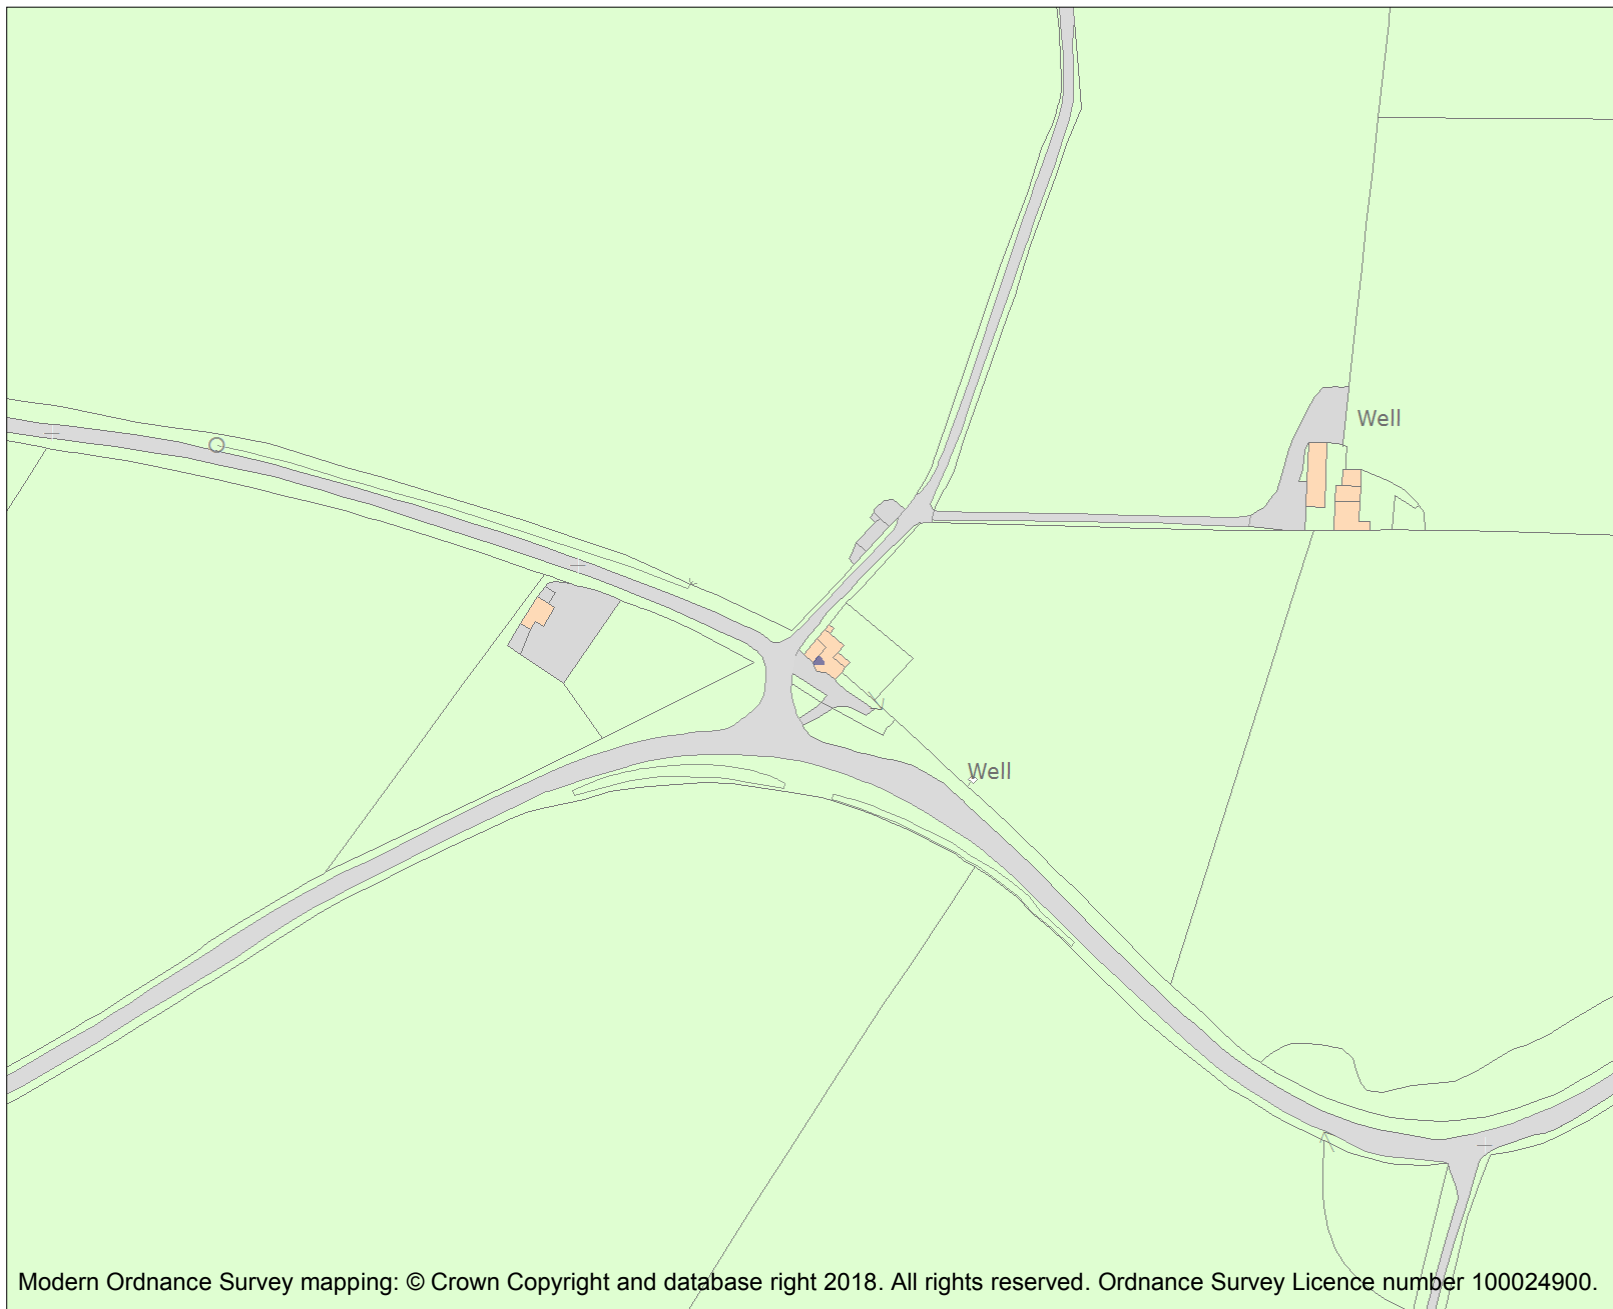 Well
Well
Modern Ordnance Survey mapping: © Crown Copyright and database right 2018. All rights reserved. Ordnance Survey Licence number 100024900.